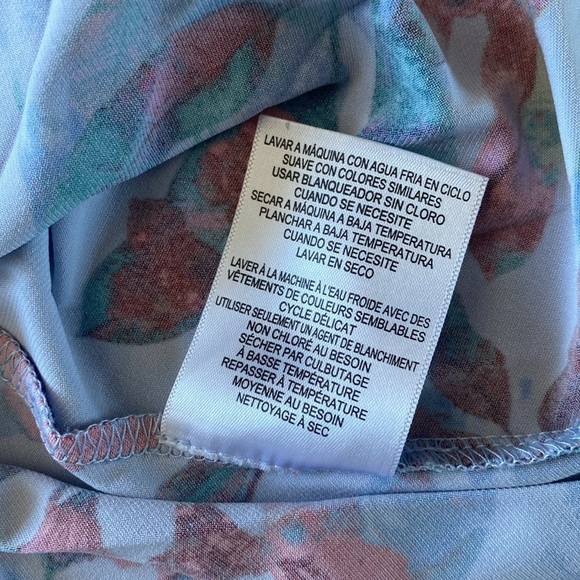 LAVAR A MÁQUINA CON AGUA FRIA EN CICLO
SUAVE CON COLORES SIMILARES
USAR BLANQUEADOR SIN CLORO
CUANDO SE NECESITE
SECAR A MÁQUINA A BAJA TEMPERATURA
PLANCHAR A BAJA TEMPERATURA
CUANDO SE NECESITE
LAVAR EN SECO
LAVER À LA MACHINE À L'EAU FROIDE AVEC DES
VÊTEMENTS DE COULEURS SEMBLABLES
CYCLE DÉLICAT
UTILISER SEULEMENT UN AGENT DE BLANCHIMENT
NON CHLORÉ AU BESOIN
SÉCHER PAR CULBUTAGE
À BASSE TEMPÉRATURE
REPASSER À TEMPÉRATURE
MOYENNE AU BESOIN
NETTOYAGE À SEC